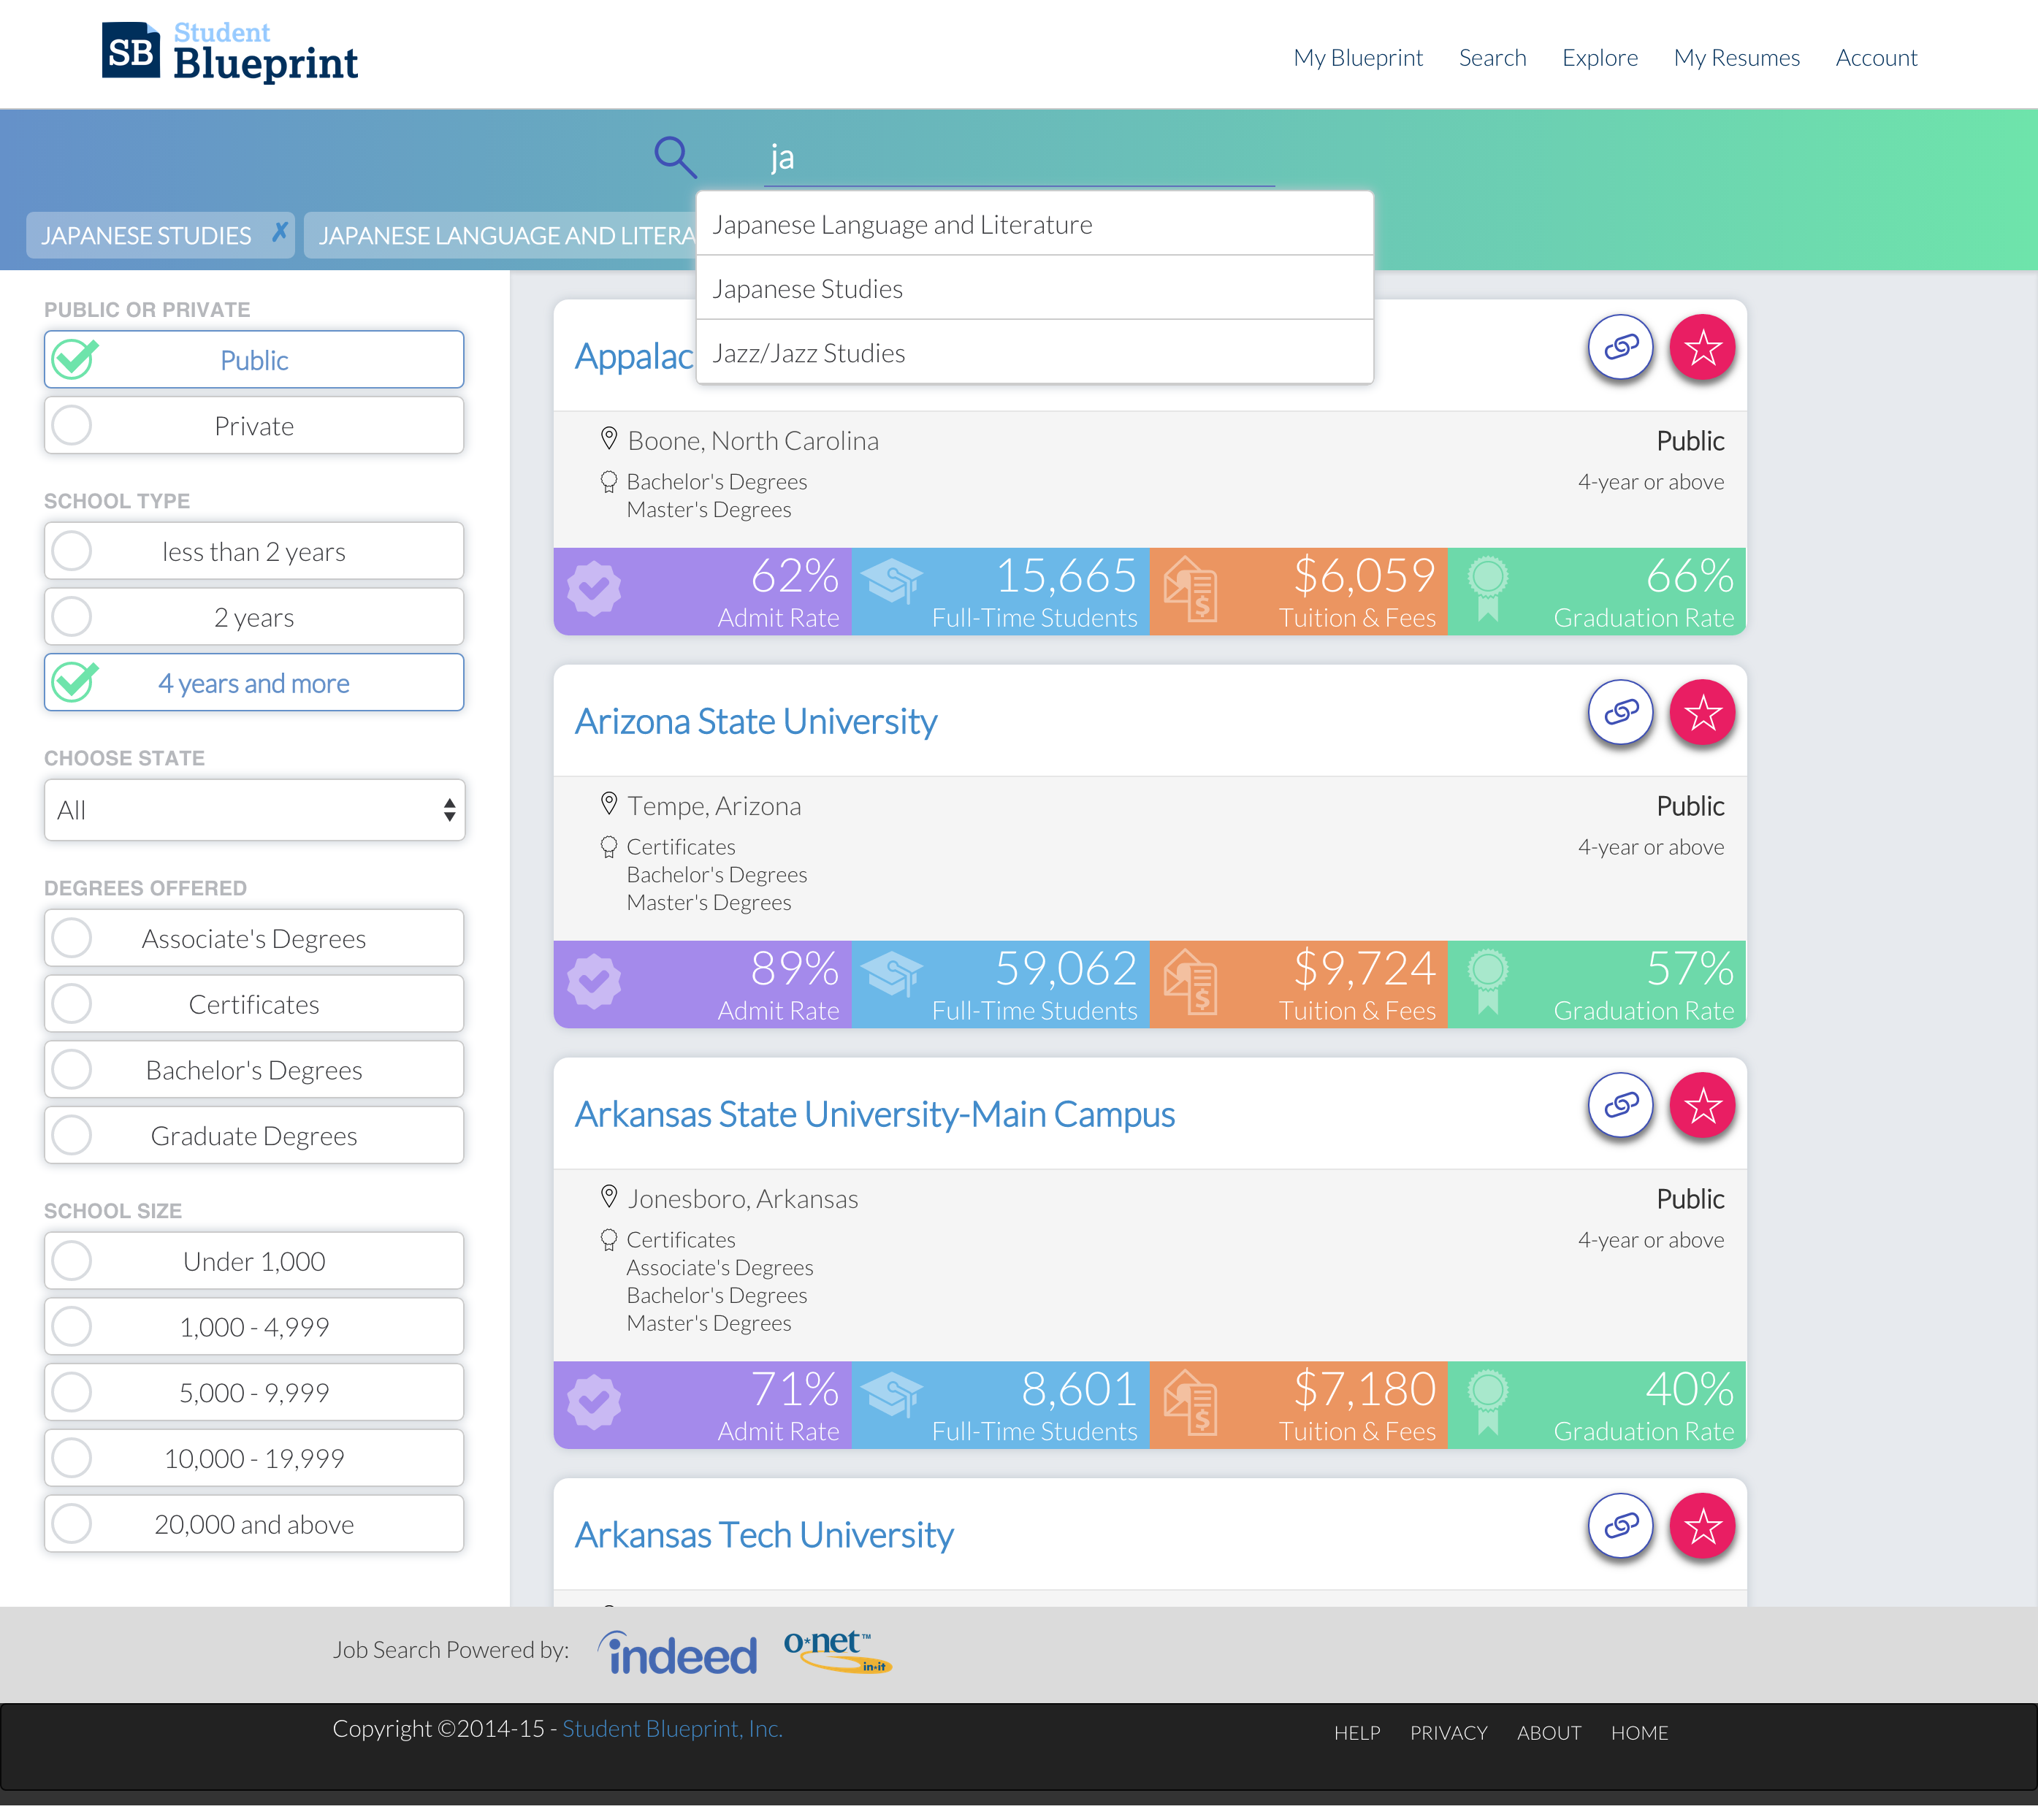 SB Student Blueprint
My Blueprint Search Explore My Resumes Account
ja
JAPANESE STUDIES ✗ JAPANESE LANGUAGE AND LITERA
Japanese Language and Literature
Japanese Studies
Jazz/Jazz Studies
PUBLIC OR PRIVATE
Public
Private
SCHOOL TYPE
less than 2 years
2 years
4 years and more
CHOOSE STATE
All
DEGREES OFFERED
Associate's Degrees
Certificates
Bachelor's Degrees
Graduate Degrees
SCHOOL SIZE
Under 1,000
1,000 - 4,999
5,000 - 9,999
10,000 - 19,999
20,000 and above
Appalac
Boone, North Carolina Public
Bachelor's Degrees 4-year or above
Master's Degrees
62% 15,665 $6,059 66%
Admit Rate Full-Time Students Tuition & Fees Graduation Rate
Arizona State University
Tempe, Arizona Public
Certificates 4-year or above
Bachelor's Degrees
Master's Degrees
89% 59,062 $9,724 57%
Admit Rate Full-Time Students Tuition & Fees Graduation Rate
Arkansas State University-Main Campus
Jonesboro, Arkansas Public
Certificates 4-year or above
Associate's Degrees
Bachelor's Degrees
Master's Degrees
71% 8,601 $7,180 40%
Admit Rate Full-Time Students Tuition & Fees Graduation Rate
Arkansas Tech University
Job Search Powered by: indeed o*net™ in-it
Copyright ©2014-15 - Student Blueprint, Inc. HELP PRIVACY ABOUT HOME